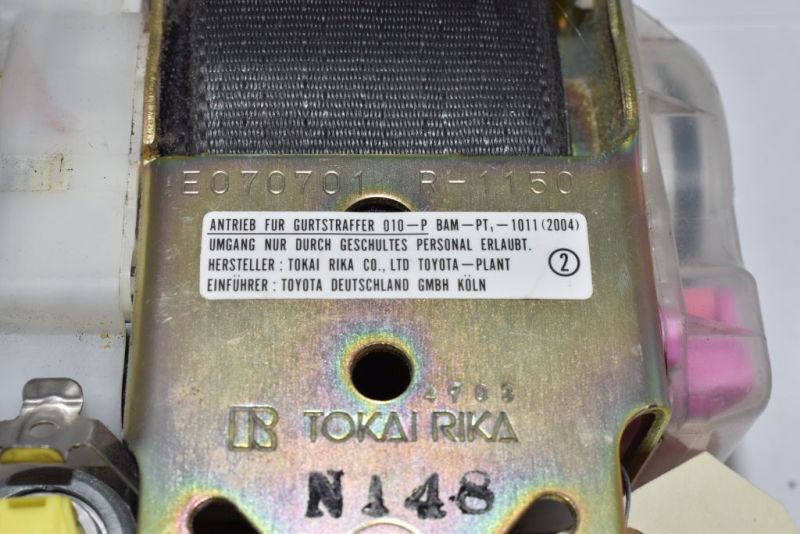 E070701 R-1150
ANTRIEB FUR GURTSTRAFFER 010-P BAM-PT₁-1011 (2004)
UMGANG NUR DURCH GESCHULTES PERSONAL ERLAUBT.
HERSTELLER : TOKAI RIKA CO., LTD TOYOTA-PLANT
②
EINFÜHRER : TOYOTA DEUTSCHLAND GMBH KÖLN
4703
TOKAI RIKA
N148